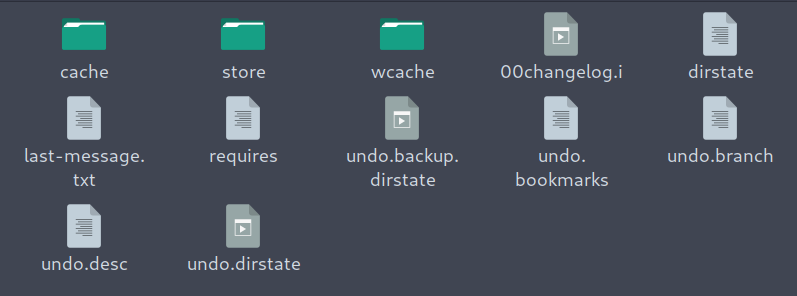 cache
store
wcache
00changelog.i
dirstate
last-message.
txt
requires
undo.backup.
dirstate
undo.
bookmarks
undo.branch
undo.desc
undo.dirstate